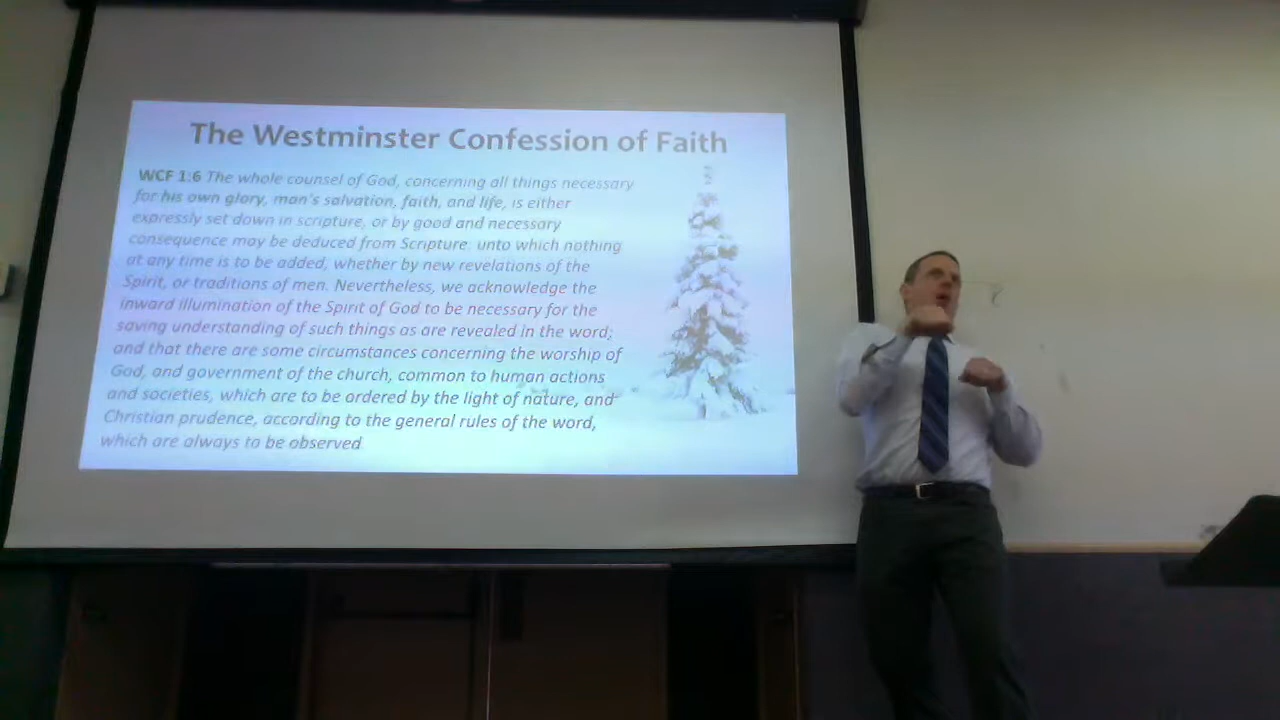 The Westminster Confession of Faith
WCF 1:6 The whole counsel of God, concerning all things necessary
for his own glory, man's salvation, faith, and life, is either
expressly set down in scripture, or by good and necessary
consequence may be deduced from Scripture: unto which nothing
at any time is to be added, whether by new revelations of the
Spirit, or traditions of men. Nevertheless, we acknowledge the
inward illumination of the Spirit of God to be necessary for the
saving understanding of such things as are revealed in the word;
and that there are some circumstances concerning the worship of
God, and government of the church, common to human actions
and societies, which are to be ordered by the light of nature, and
Christian prudence, according to the general rules of the word,
which are always to be observed